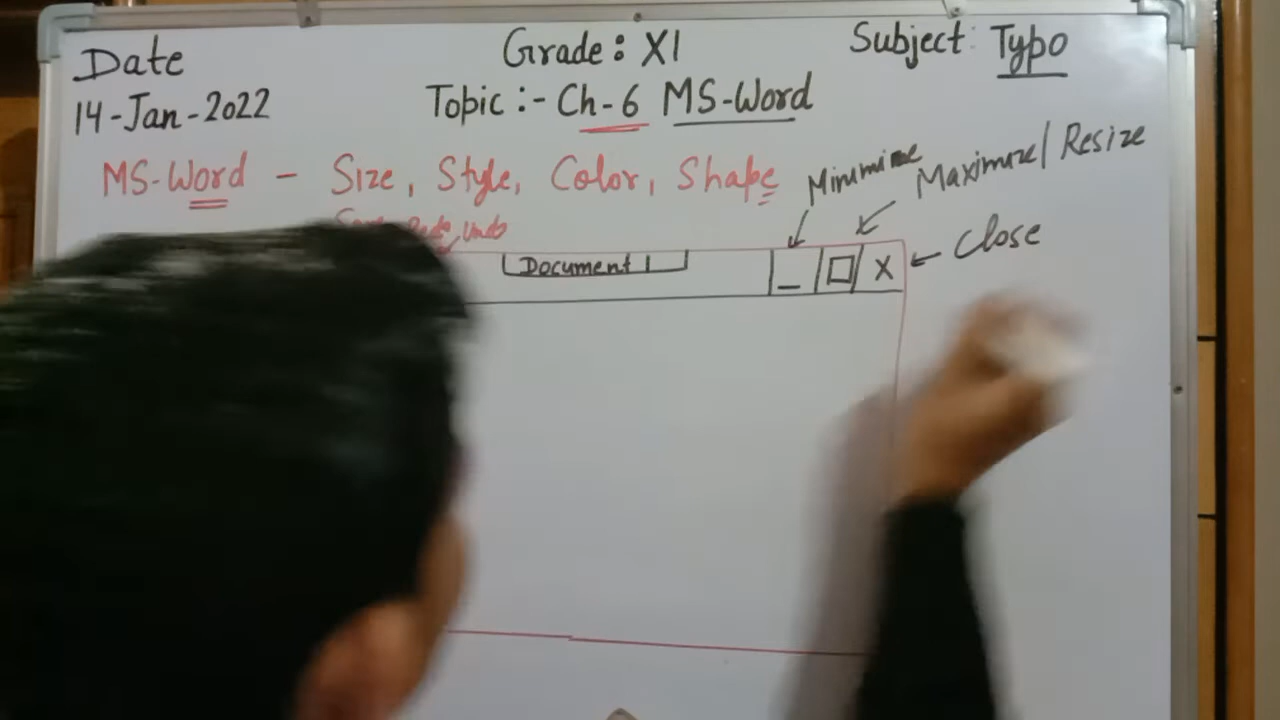 Date
Grade : XI
Subject: Typo
14-Jan-2022
Topic :- Ch-6 MS-Word
MS-Word - Size, Style, Color, Shape
Minimize
Maximize/ Resize
Undo
Close
Document 1
_ □ X